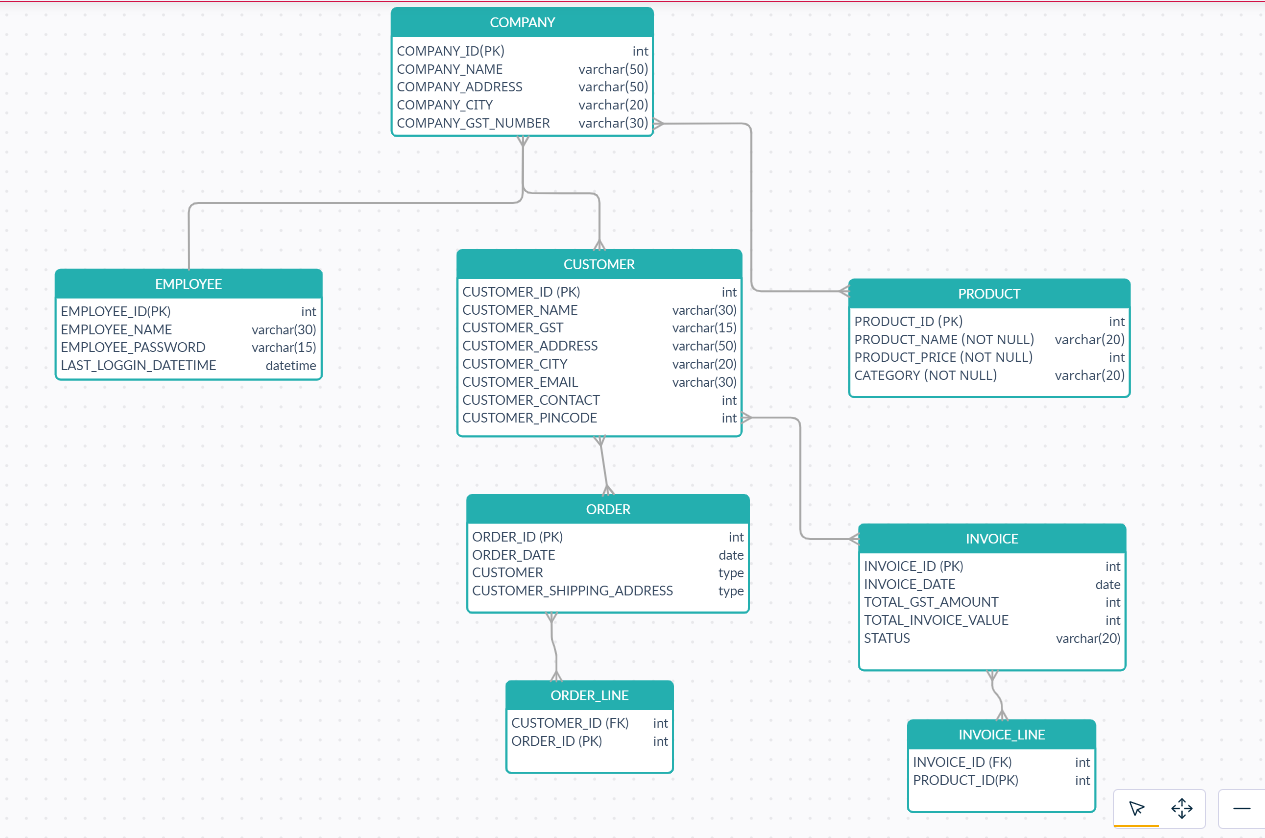 COMPANY
COMPANY_ID(PK) int
COMPANY_NAME varchar(50)
COMPANY_ADDRESS varchar(50)
COMPANY_CITY varchar(20)
COMPANY_GST_NUMBER varchar(30)
EMPLOYEE
EMPLOYEE_ID(PK) int
EMPLOYEE_NAME varchar(30)
EMPLOYEE_PASSWORD varchar(15)
LAST_LOGGIN_DATETIME datetime
CUSTOMER
CUSTOMER_ID (PK) int
CUSTOMER_NAME varchar(30)
CUSTOMER_GST varchar(15)
CUSTOMER_ADDRESS varchar(50)
CUSTOMER_CITY varchar(20)
CUSTOMER_EMAIL varchar(30)
CUSTOMER_CONTACT int
CUSTOMER_PINCODE int
PRODUCT
PRODUCT_ID (PK) int
PRODUCT_NAME (NOT NULL) varchar(20)
PRODUCT_PRICE (NOT NULL) int
CATEGORY (NOT NULL) varchar(20)
ORDER
ORDER_ID (PK) int
ORDER_DATE date
CUSTOMER type
CUSTOMER_SHIPPING_ADDRESS type
INVOICE
INVOICE_ID (PK) int
INVOICE_DATE date
TOTAL_GST_AMOUNT int
TOTAL_INVOICE_VALUE int
STATUS varchar(20)
ORDER_LINE
CUSTOMER_ID (FK) int
ORDER_ID (PK) int
INVOICE_LINE
INVOICE_ID (FK) int
PRODUCT_ID(PK) int